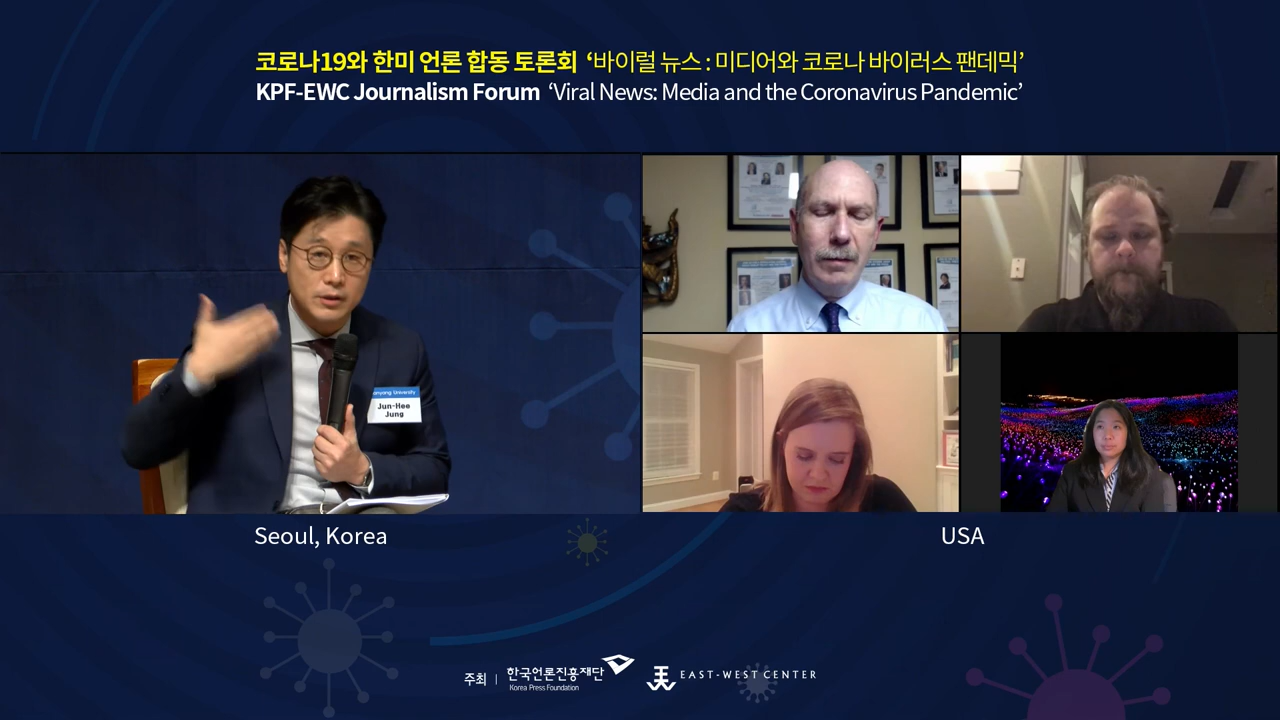 코로나19와 한미 언론 합동 토론회 ‘바이럴 뉴스 : 미디어와 코로나 바이러스 팬데믹’
KPF-EWC Journalism Forum ‘Viral News: Media and the Coronavirus Pandemic’
anyang University
Jun-Hee
Jung
Seoul, Korea
USA
주최 | 한국언론진흥재단
Korea Press Foundation
EAST-WEST CENTER